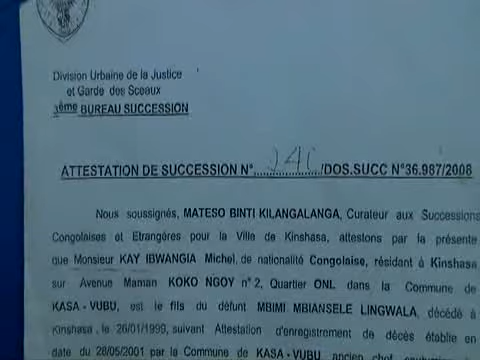 Division Urbaine de la Justice
et Garde des Sceaux
3ème BUREAU SUCCESSION
ATTESTATION DE SUCCESSION N°............/DOS.SUCC N°36.987/2008
Nous soussignés, MATESO BINTI KILANGALANGA, Curateur aux Successions
Congolaises et Etrangères pour la Ville de Kinshasa, attestons par la présente
que Monsieur KAY IBWANGIA Michel, de nationalité Congolaise, résidant à Kinshasa
sur Avenue Maman KOKO NGOY n° 2, Quartier ONL dans la Commune de
KASA - VUBU, est le fils du défunt MBIMI MBIANSELE LINGWALA, décédé à
Kinshasa, le 26/01/1999, suivant Attestation d'enregistrement de décès établie en
date du 28/05/2001 par la Commune de KASA - VUBU, ancien